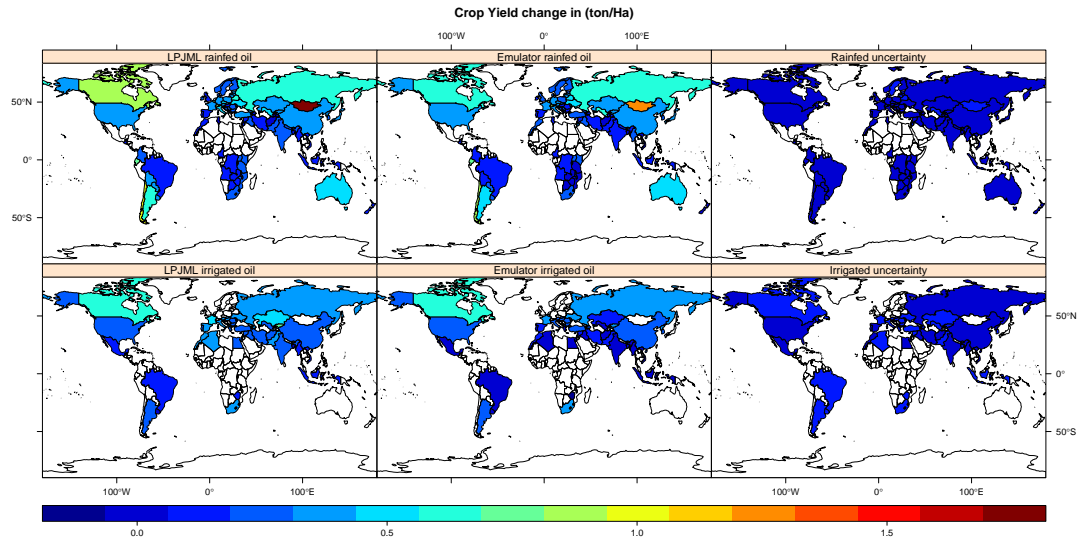 Crop Yield change in (ton/Ha)
100°W 0° 100°E
LPJML rainfed oil Emulator rainfed oil Rainfed uncertainty
50°N
0°
50°S
LPJML irrigated oil Emulator irrigated oil Irrigated uncertainty
50°N
0°
50°S
100°W 0° 100°E 100°W 0° 100°E
0.0 0.5 1.0 1.5